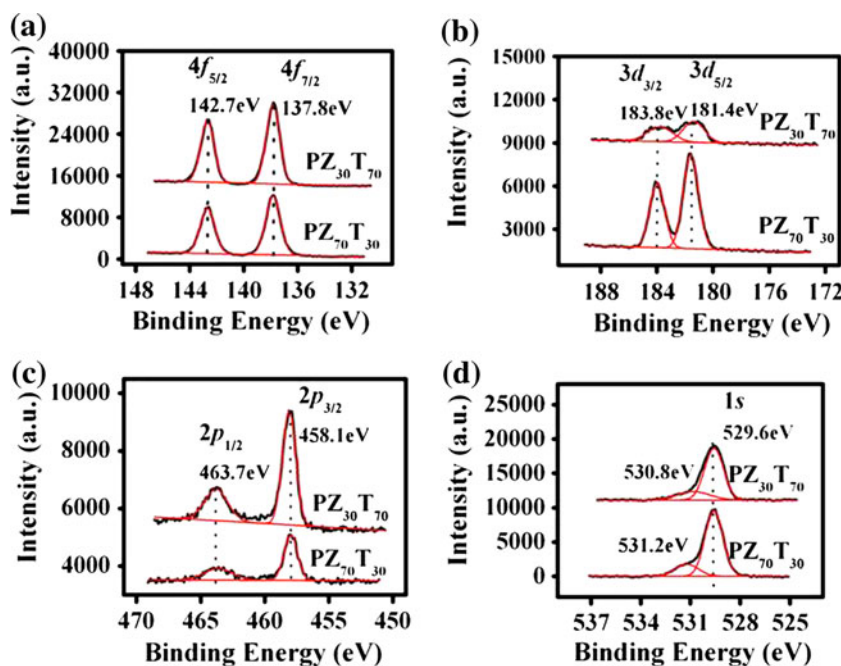 (a)
40000
30000
24000
16000
8000
0
Intensity (a.u.)
4f5/2 4f7/2
142.7eV 137.8eV
PZ30T70
PZ70T30
148 144 140 136 132
Binding Energy (eV)
(b)
15000
12000
9000
6000
3000
Intensity (a.u.)
3d3/2 3d5/2
183.8eV 181.4eV
PZ30T70
PZ70T30
188 184 180 176 172
Binding Energy (eV)
(c)
10000
8000
6000
4000
Intensity (a.u.)
2p3/2
458.1eV
2p1/2
463.7eV
PZ30T70
PZ70T30
470 465 460 455 450
Binding Energy (eV)
(d)
25000
20000
15000
10000
5000
0
Intensity (a.u.)
1s
529.6eV
530.8eV
PZ30T70
531.2eV
PZ70T30
537 534 531 528 525
Binding Energy (eV)